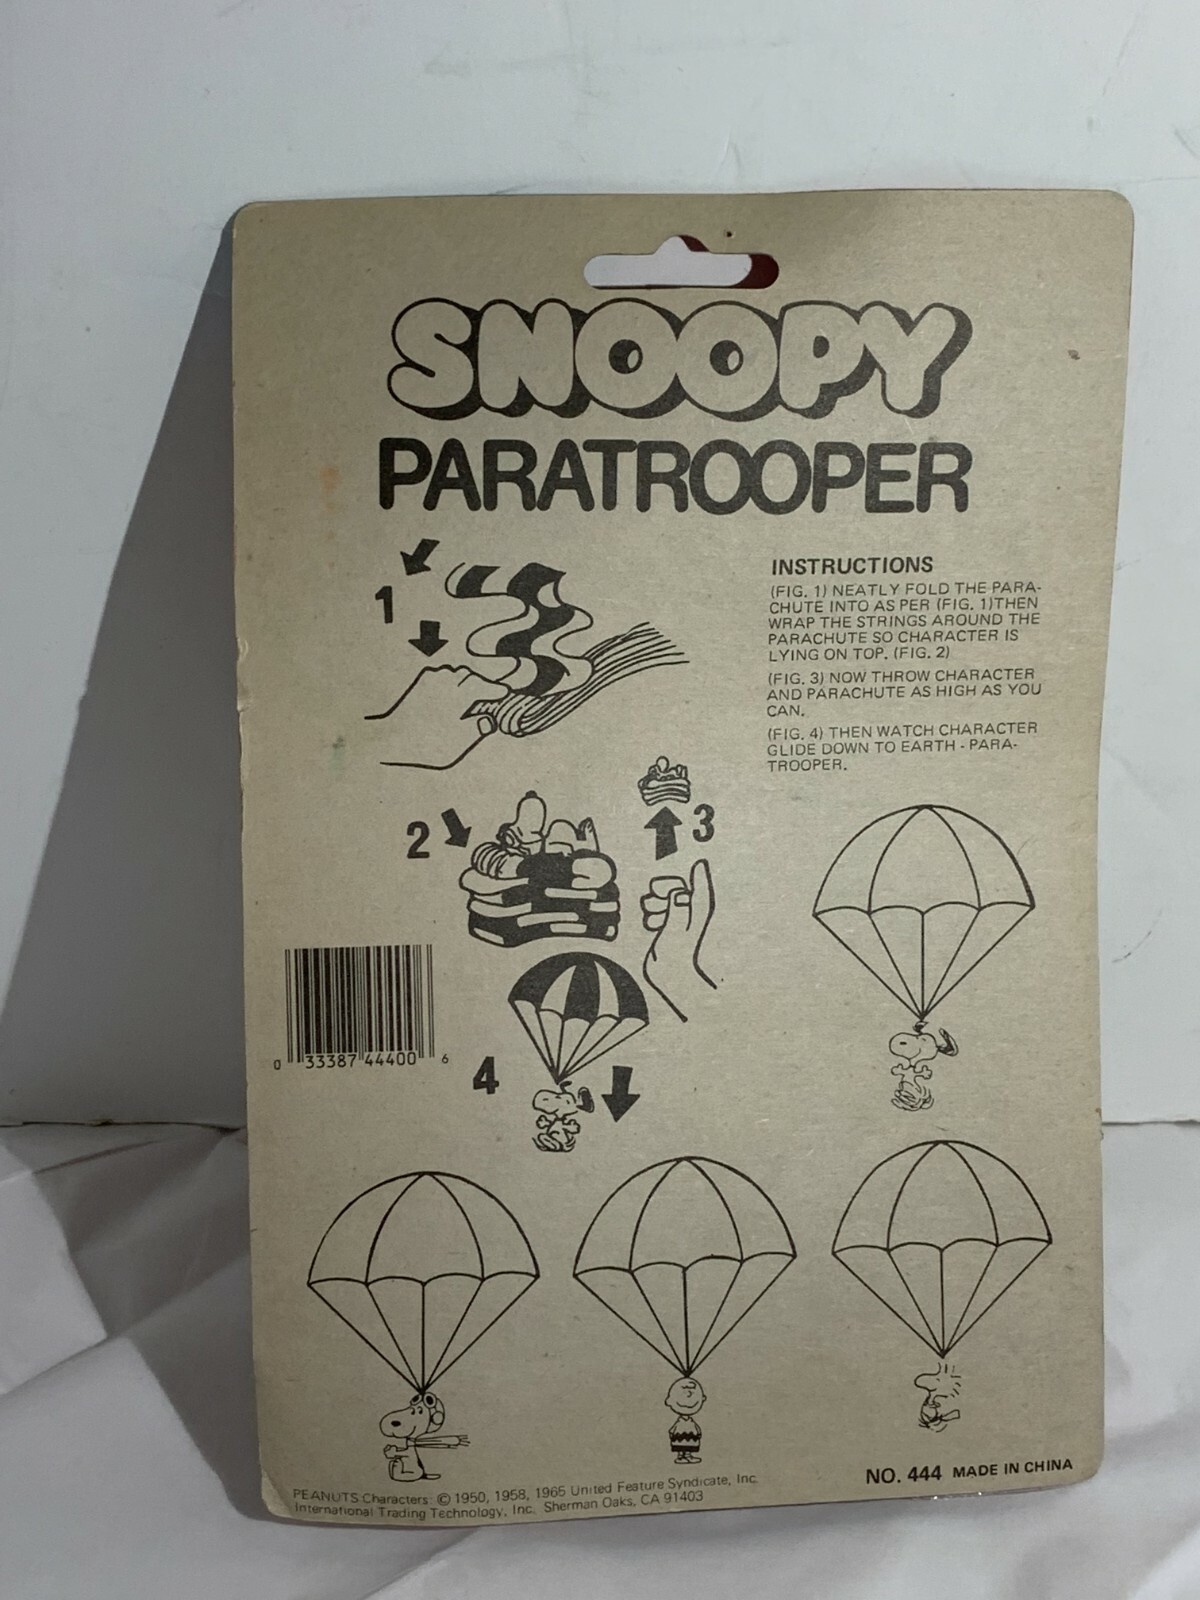 SNOOPY
PARATROOPER
1
INSTRUCTIONS
(FIG. 1) NEATLY FOLD THE PARA-
CHUTE INTO AS PER (FIG. 1)THEN
WRAP THE STRINGS AROUND THE
PARACHUTE SO CHARACTER IS
LYING ON TOP. (FIG. 2)
(FIG. 3) NOW THROW CHARACTER
AND PARACHUTE AS HIGH AS YOU
CAN.
(FIG. 4) THEN WATCH CHARACTER
GLIDE DOWN TO EARTH - PARA-
TROOPER.
2
3
0 33387 44400 6
4
NO. 444 MADE IN CHINA
PEANUTS Characters: © 1950, 1958, 1965 United Feature Syndicate, Inc.
International Trading Technology, Inc. Sherman Oaks, CA 91403